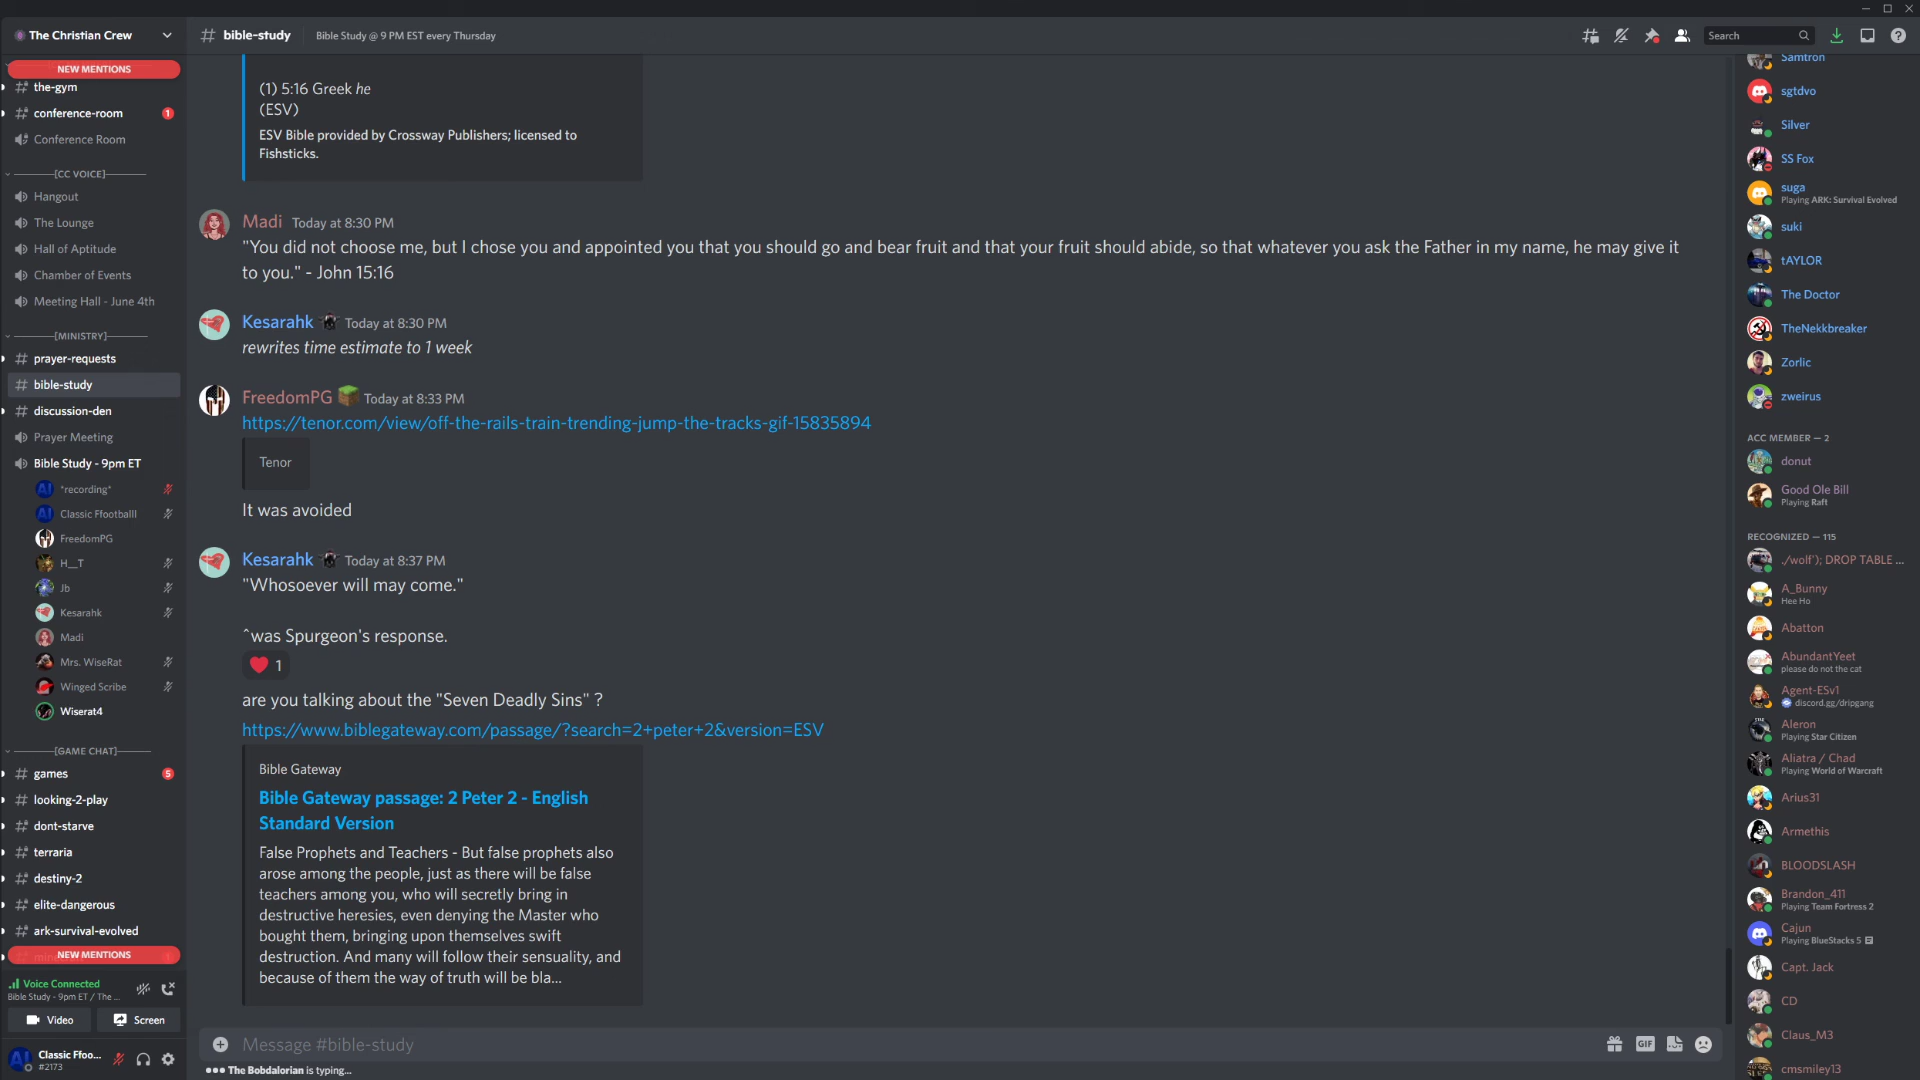 The Christian Crew
bible-study
Bible Study @ 9 PM EST every Thursday
Search
NEW MENTIONS
the-gym
conference-room
1
Conference Room
[CC VOICE]
Hangout
The Lounge
Hall of Aptitude
Chamber of Events
Meeting Hall - June 4th
[MINISTRY]
prayer-requests
bible-study
discussion-den
Prayer Meeting
Bible Study - 9pm ET
*recording*
Classic Ffootballl
FreedomPG
H__T
Jb
Kesarahk
Madi
Mrs. WiseRat
Winged Scribe
Wiserat4
[GAME CHAT]
games
5
looking-2-play
dont-starve
terraria
destiny-2
elite-dangerous
ark-survival-evolved
NEW MENTIONS
Voice Connected
Bible Study - 9pm ET / The ...
Video
Screen
Classic Ffoo...
#2173
(1) 5:16 Greek he
(ESV)
ESV Bible provided by Crossway Publishers; licensed to
Fishsticks.
Madi Today at 8:30 PM
"You did not choose me, but I chose you and appointed you that you should go and bear fruit and that your fruit should abide, so that whatever you ask the Father in my name, he may give it
to you." - John 15:16
Kesarahk Today at 8:30 PM
rewrites time estimate to 1 week
FreedomPG Today at 8:33 PM
https://tenor.com/view/off-the-rails-train-trending-jump-the-tracks-gif-15835894
Tenor
It was avoided
Kesarahk Today at 8:37 PM
"Whosoever will may come."
^was Spurgeon's response.
1
are you talking about the "Seven Deadly Sins" ?
https://www.biblegateway.com/passage/?search=2+peter+2&version=ESV
Bible Gateway
Bible Gateway passage: 2 Peter 2 - English
Standard Version
False Prophets and Teachers - But false prophets also
arose among the people, just as there will be false
teachers among you, who will secretly bring in
destructive heresies, even denying the Master who
bought them, bringing upon themselves swift
destruction. And many will follow their sensuality, and
because of them the way of truth will be bla...
Message #bible-study
GIF
The Bobdalorian is typing...
Samtron
sgtdvo
Silver
SS Fox
suga
Playing ARK: Survival Evolved
suki
tAYLOR
The Doctor
TheNekkbreaker
Zorlic
zweirus
ACC MEMBER — 2
donut
Good Ole Bill
Playing Raft
RECOGNIZED — 115
./wolf'); DROP TABLE ...
A_Bunny
Hee Ho
Abatton
AbundantYeet
please do not the cat
Agent-ESv1
discord.gg/dripgang
Aleron
Playing Star Citizen
Aliatra / Chad
Playing World of Warcraft
Arius31
Armethis
BLOODSLASH
Brandon_411
Playing Team Fortress 2
Cajun
Playing BlueStacks 5
Capt. Jack
CD
Claus_M3
cmsmiley13